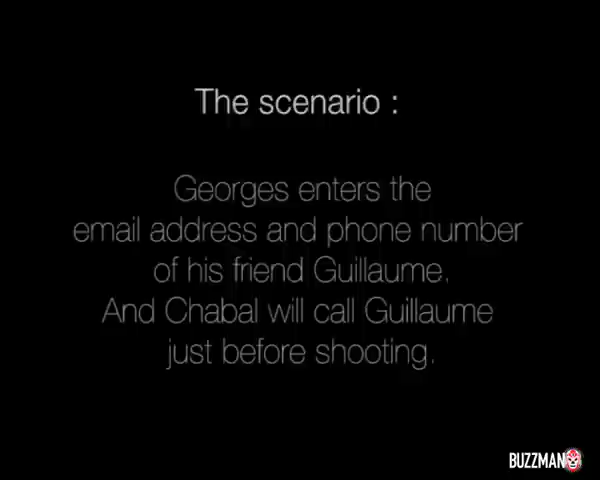 The scenario :
Georges enters the
email address and phone number
of his friend Guillaume.
And Chabal will call Guillaume
just before shooting.
BUZZMAN